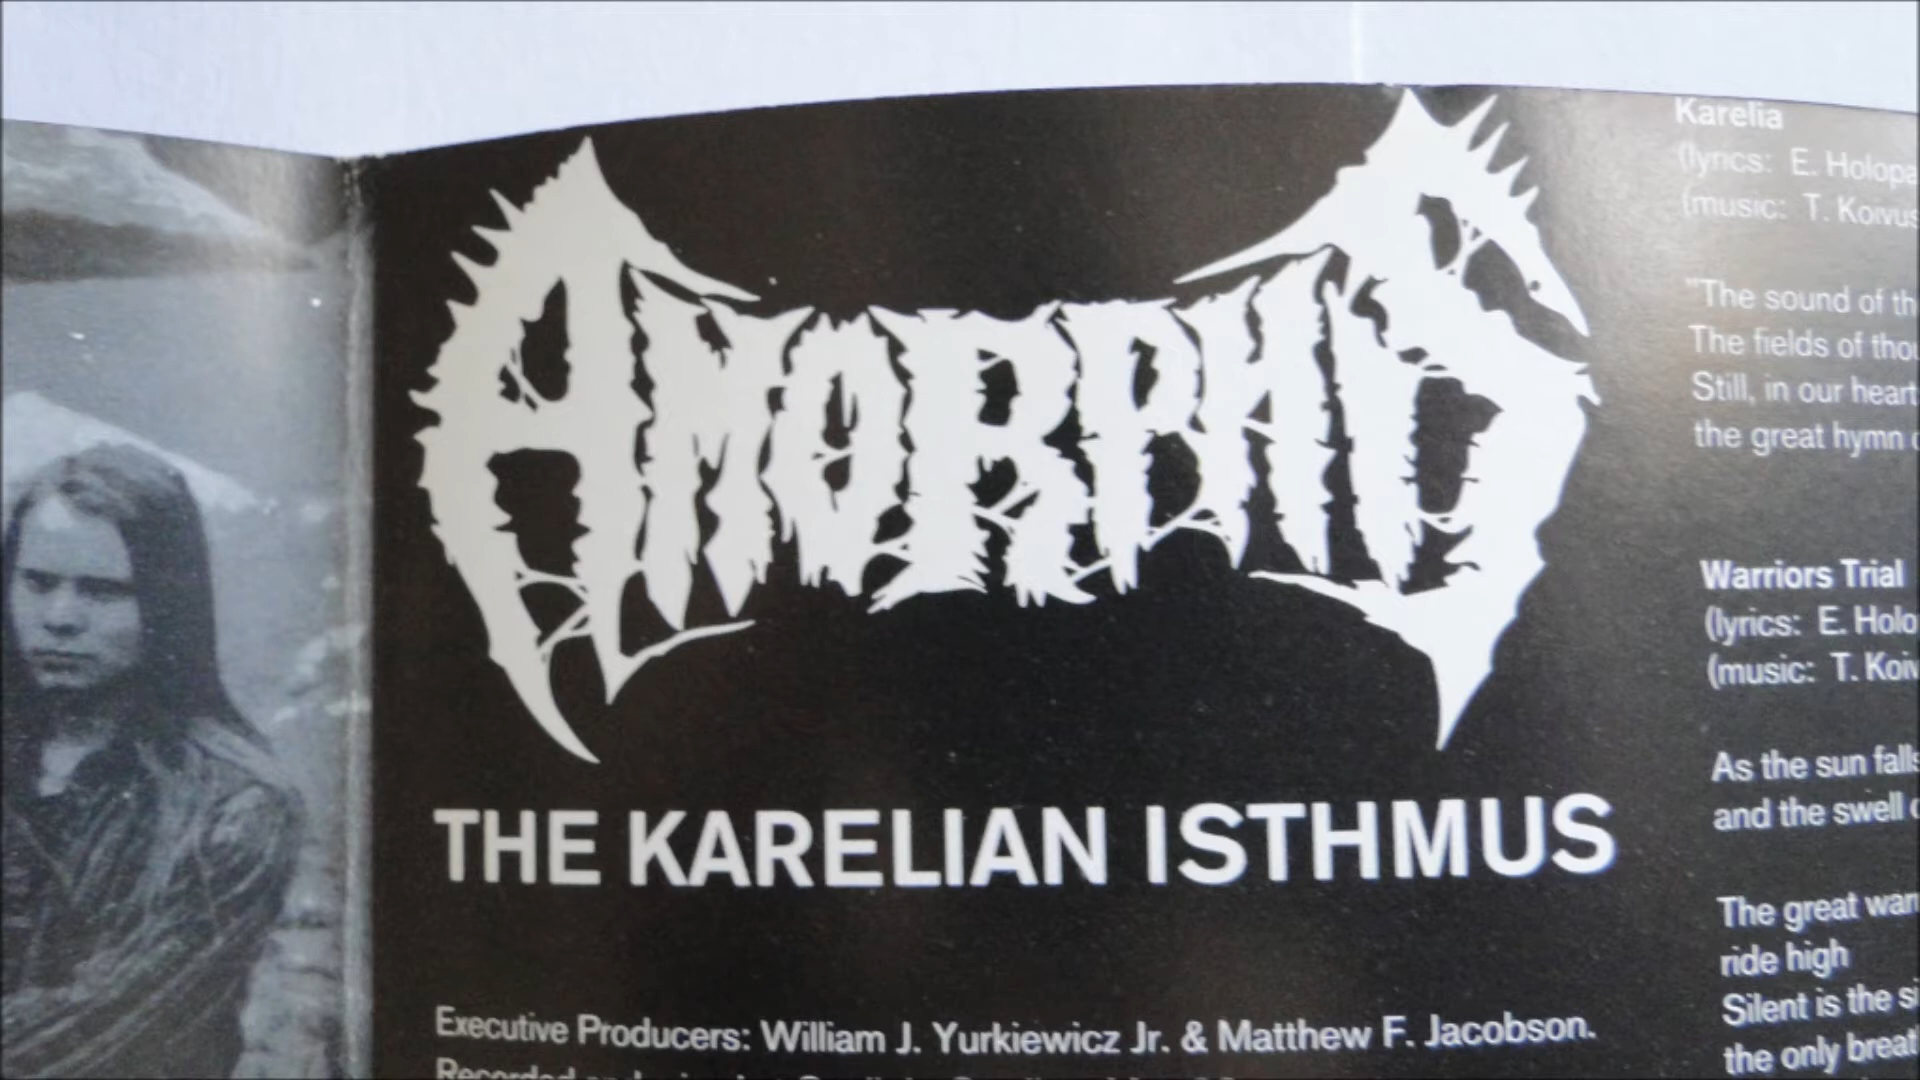 AMORPHIS
THE KARELIAN ISTHMUS
Executive Producers: William J. Yurkiewicz Jr. & Matthew F. Jacobson.
Karelia
(lyrics: E. Holopa
(music: T. Koivus
"The sound of th
The fields of thou
Still, in our heart
the great hymn
Warriors Trial
(lyrics: E. Holo
(music: T. Koiv
As the sun falls
and the swell
The great warr
ride high
Silent is the si
the only breat